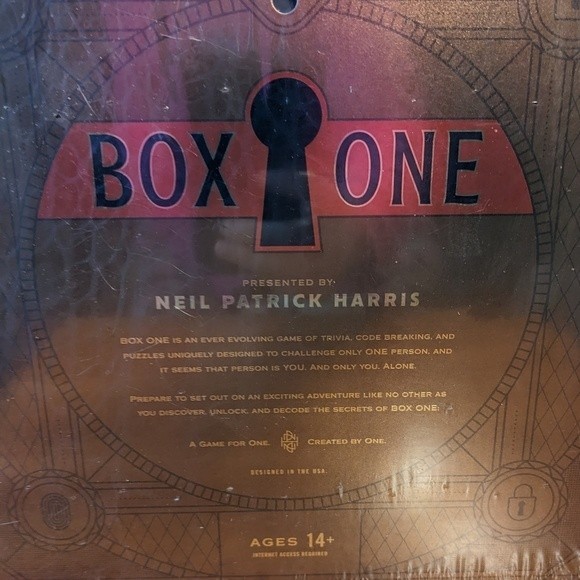 BOX ONE
PRESENTED BY
NEIL PATRICK HARRIS
BOX ONE IS AN EVER EVOLVING GAME OF TRIVIA, CODE BREAKING, AND
PUZZLES UNIQUELY DESIGNED TO CHALLENGE ONLY ONE PERSON, AND
IT SEEMS THAT PERSON IS YOU. AND ONLY YOU. ALONE.
PREPARE TO SET OUT ON AN EXCITING ADVENTURE LIKE NO OTHER AS
YOU DISCOVER, UNLOCK, AND DECODE THE SECRETS OF BOX ONE.
A GAME FOR ONE. CREATED BY ONE.
DESIGNED IN THE USA.
AGES 14+
INTERNET ACCESS REQUIRED